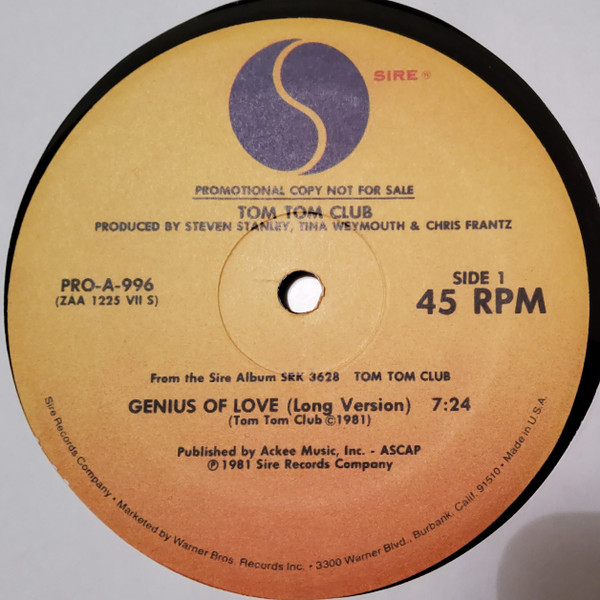 SIRE ®
PROMOTIONAL COPY NOT FOR SALE
TOM TOM CLUB
PRODUCED BY STEVEN STANLEY, TINA WEYMOUTH & CHRIS FRANTZ
PRO-A-996
(ZAA 1225 VII S)
SIDE 1
45 RPM
From the Sire Album SRK 3628 TOM TOM CLUB
GENIUS OF LOVE (Long Version) 7:24
(Tom Tom Club ©1981)
Published by Ackee Music, Inc. - ASCAP
℗ 1981 Sire Records Company
Sire Records Company • Marketed by Warner Bros. Records Inc. • 3300 Warner Blvd., Burbank, Calif. 91510 • Made in U.S.A.